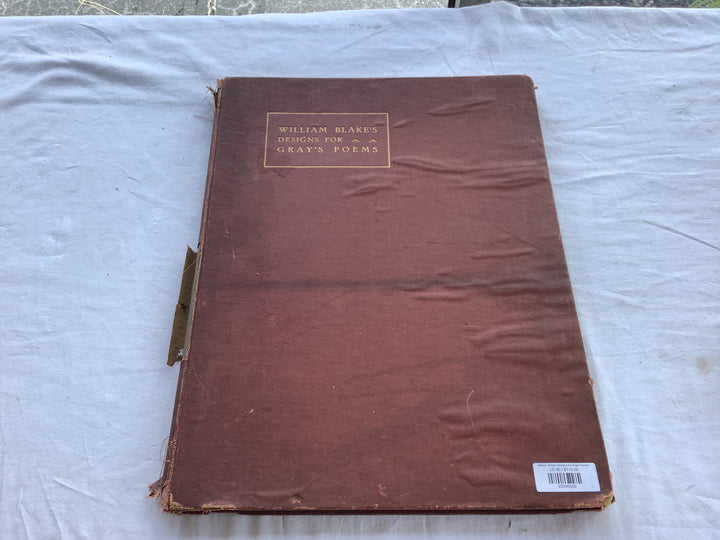 WILLIAM BLAKE'S
DESIGNS FOR
GRAY'S POEMS